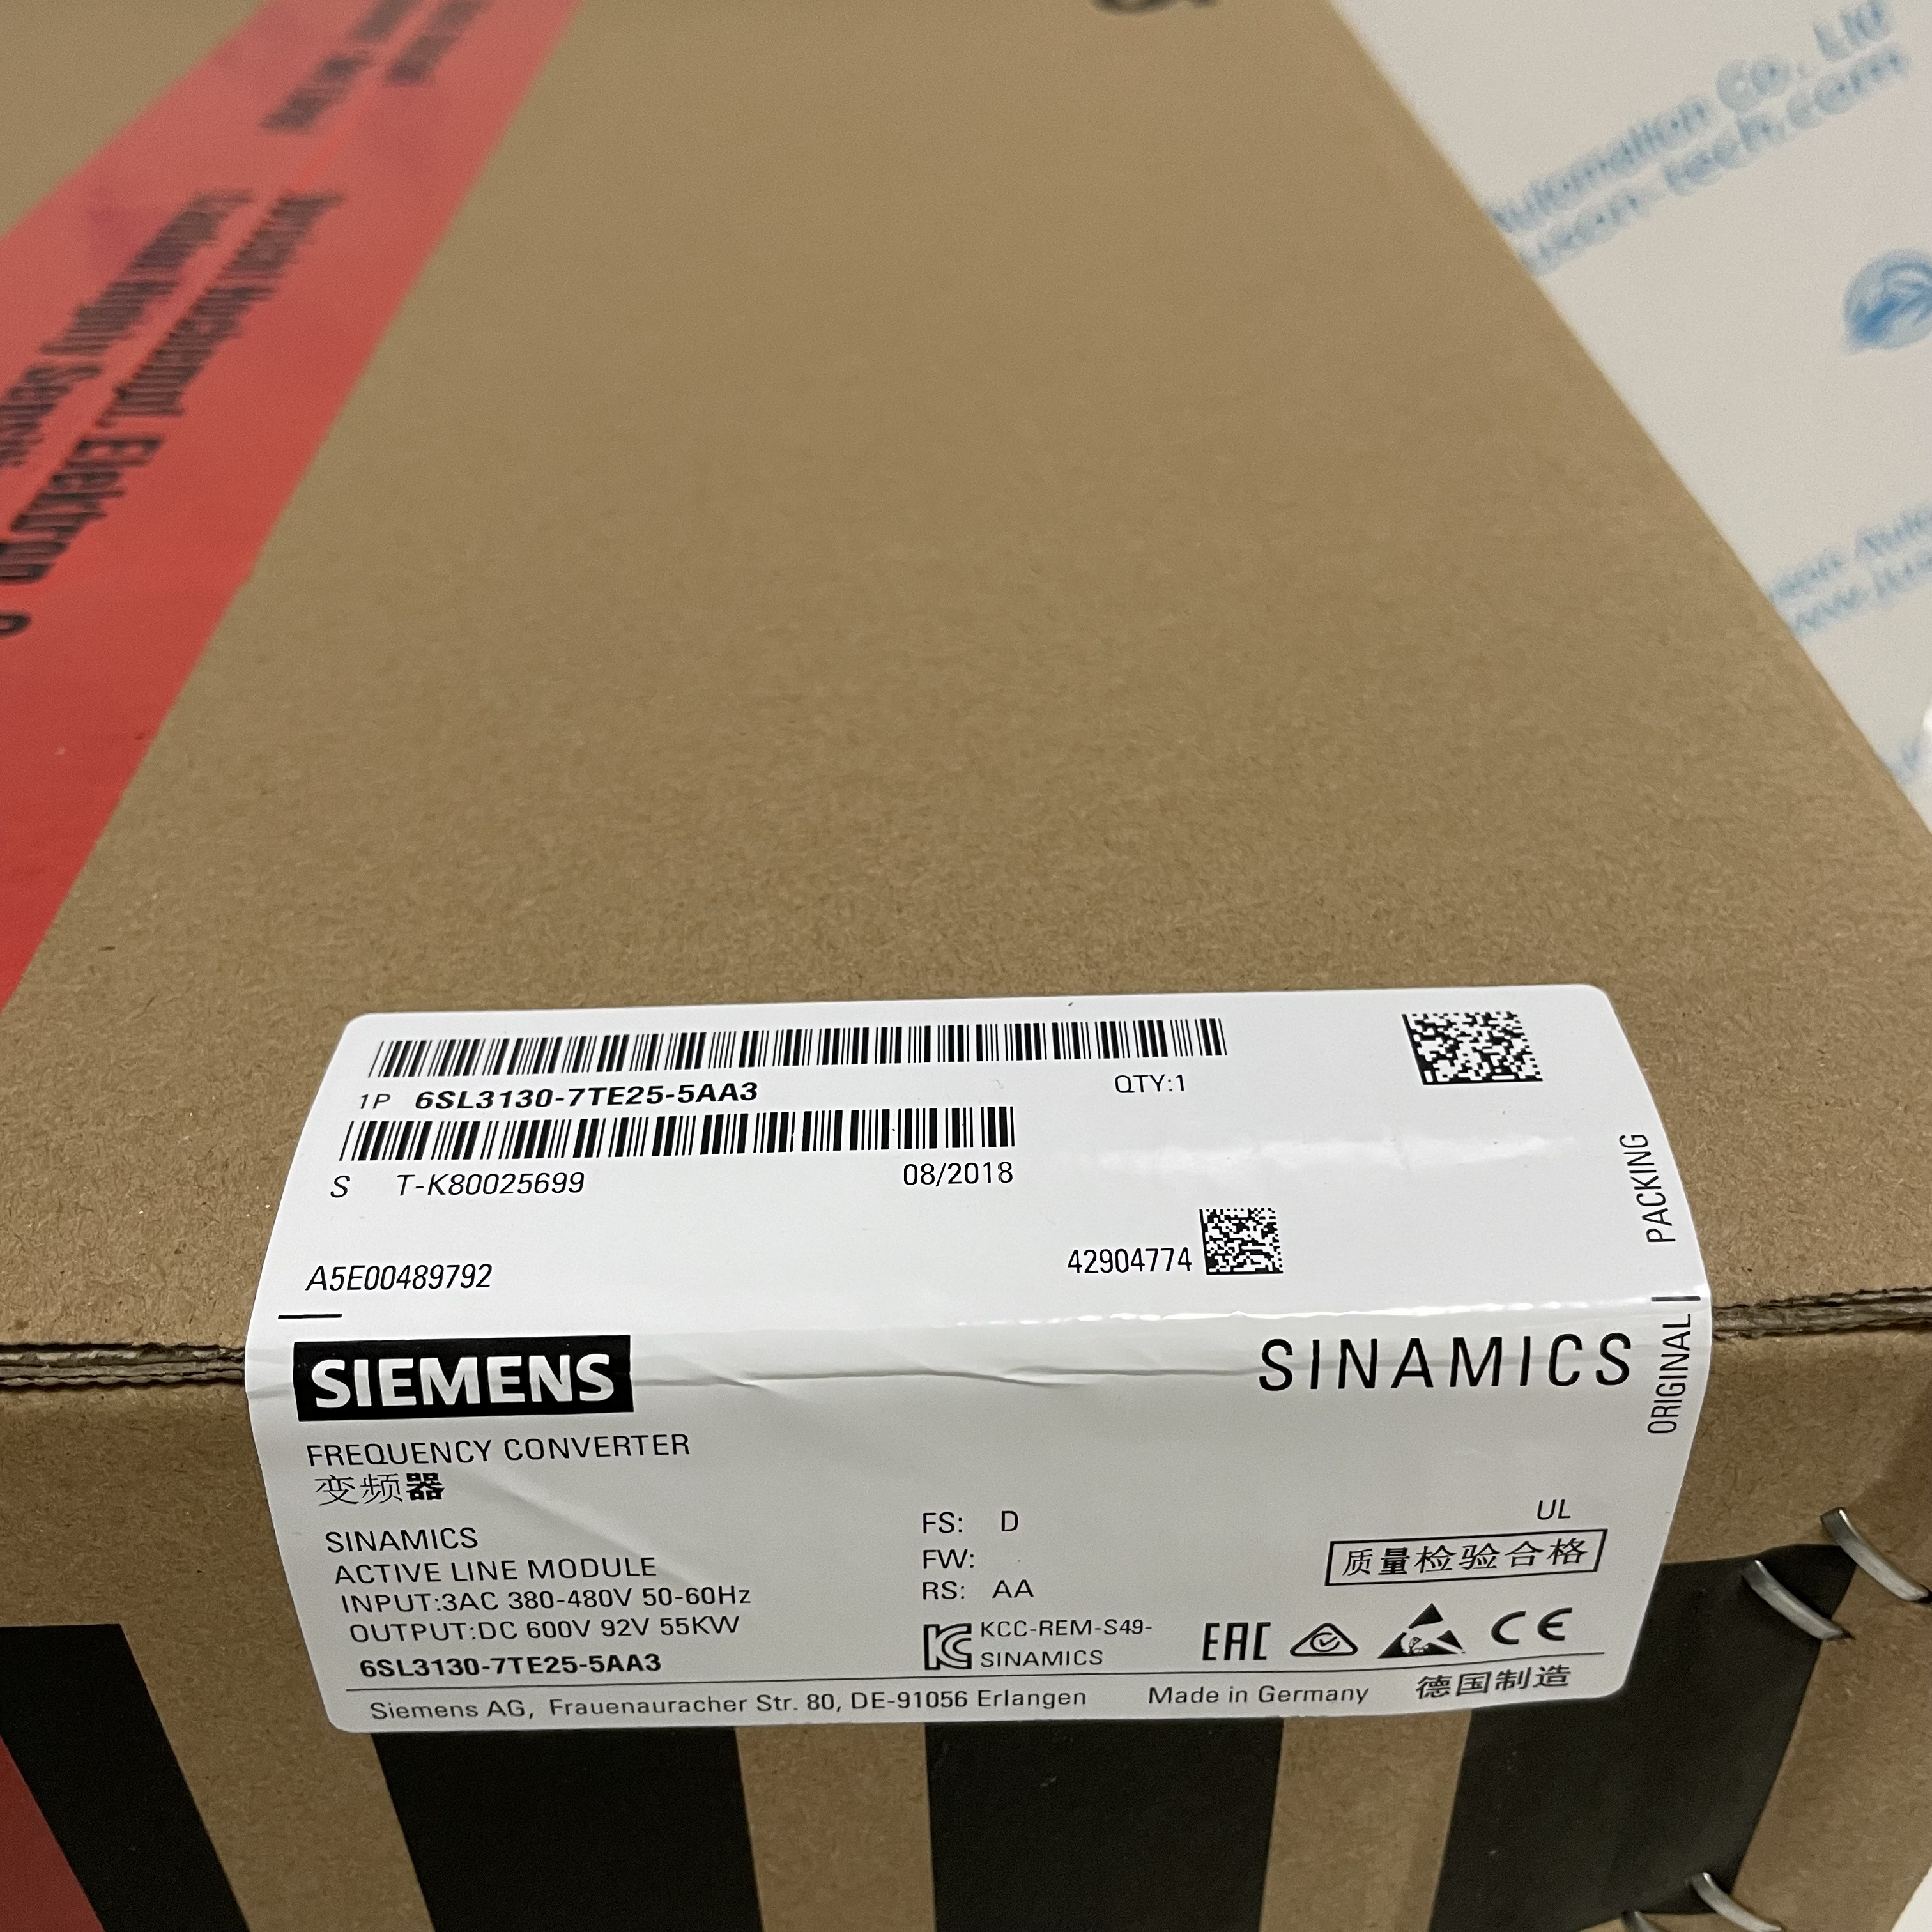 Automation Co., Ltd
1P 6SL3130-7TE25-5AA3
QTY:1
S T-K80025699
08/2018
A5E00489792
42904774
ORIGINAL PACKING
SIEMENS
SINAMICS
FREQUENCY CONVERTER
变频器
SINAMICS
ACTIVE LINE MODULE
INPUT:3AC 380-480V 50-60Hz
OUTPUT:DC 600V 92V 55KW
6SL3130-7TE25-5AA3
FS: D
FW:
RS: AA
KCC-REM-S49-
SINAMICS
UL
质量检验合格
EAC
CE
Siemens AG, Frauenauracher Str. 80, DE-91056 Erlangen
Made in Germany
德国制造